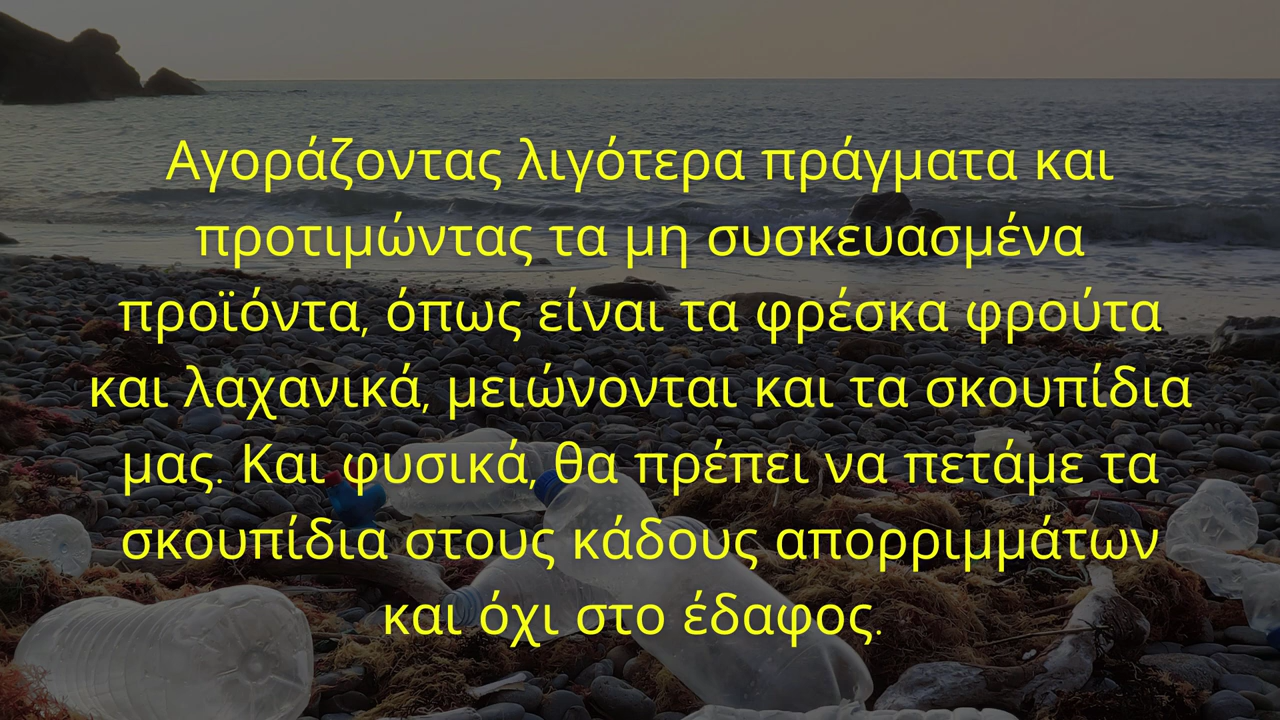 Αγοράζοντας λιγότερα πράγματα και
προτιμώντας τα μη συσκευασμένα
προϊόντα, όπως είναι τα φρέσκα φρούτα
και λαχανικά, μειώνονται και τα σκουπίδια
μας. Και φυσικά, θα πρέπει να πετάμε τα
σκουπίδια στους κάδους απορριμμάτων
και όχι στο έδαφος.